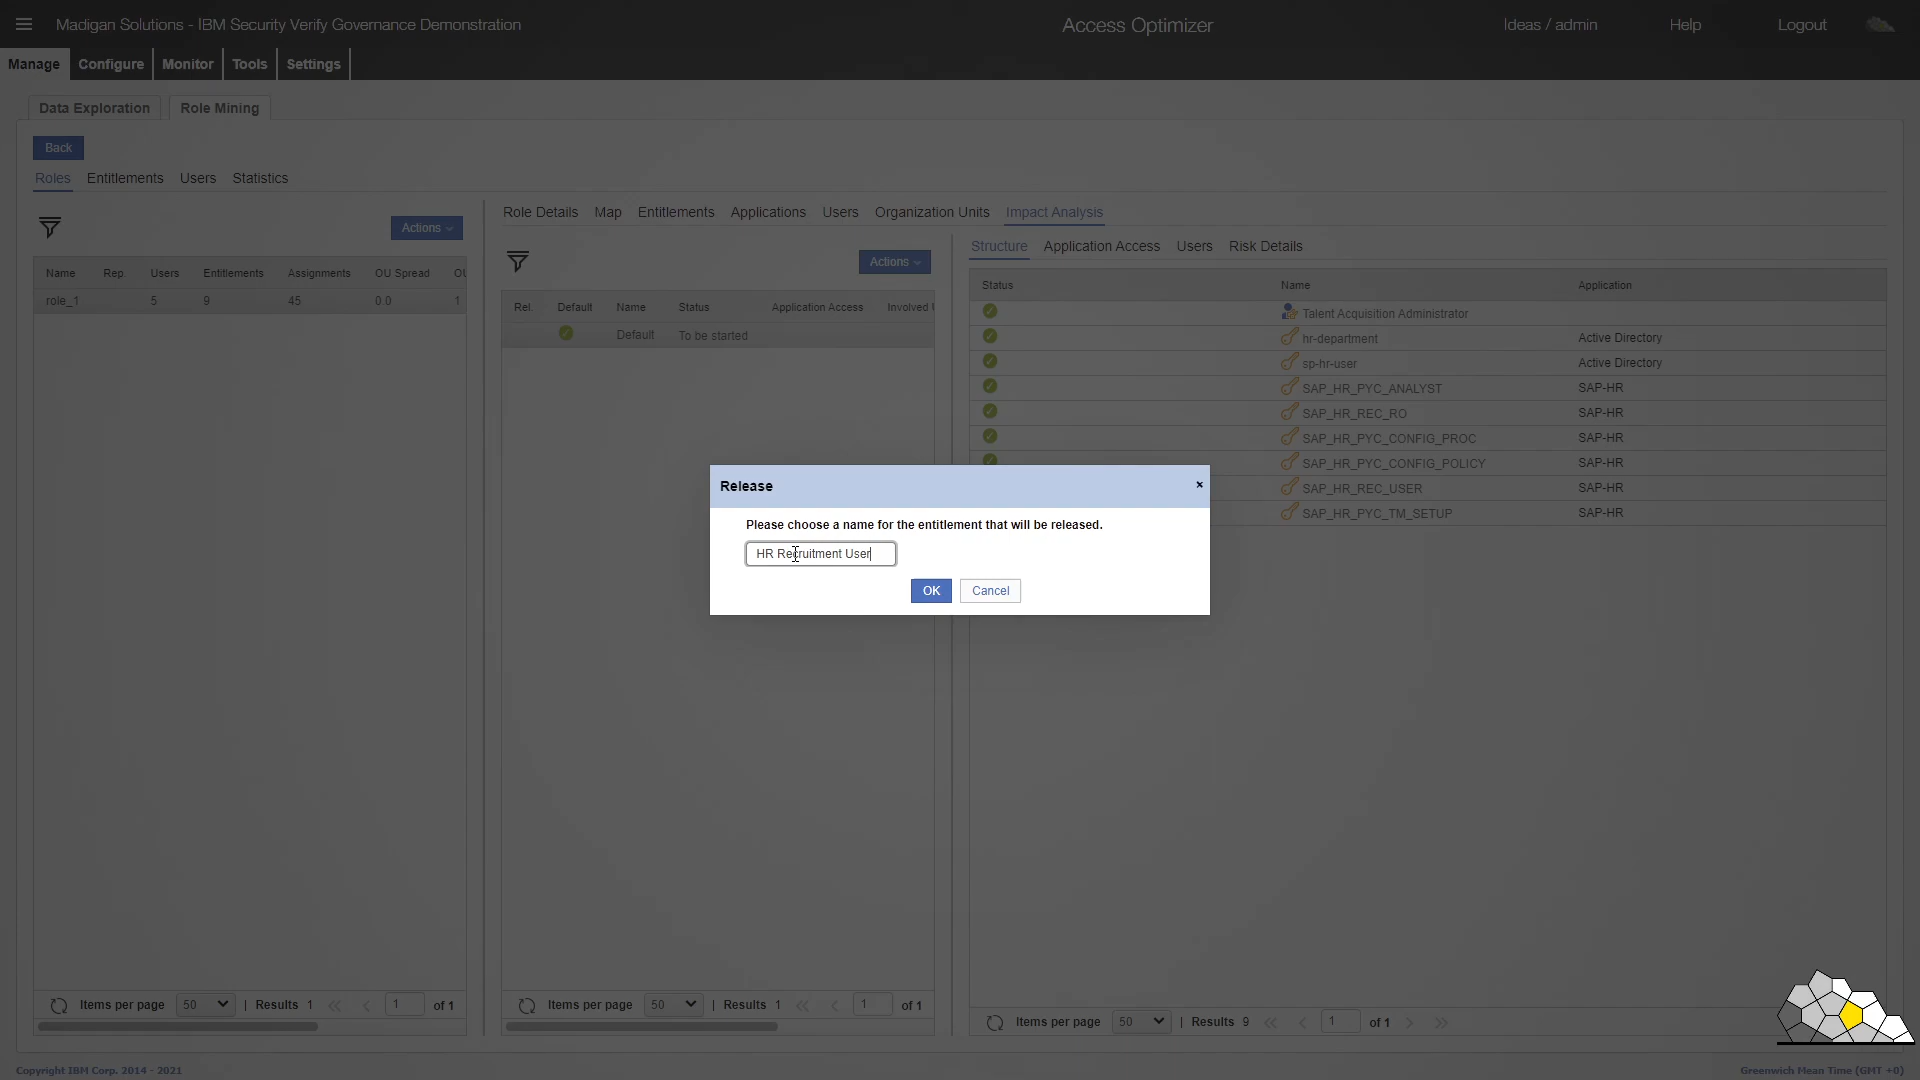 Madigan Solutions - IBM Security Verify Governance Demonstration
Access Optimizer
Ideas / admin
Help
Logout
Manage
Configure
Monitor
Tools
Settings
Data Exploration
Role Mining
Back
Roles
Entitlements
Users
Statistics
Actions
Name Rep Users Entitlements Assignments OU Spread
role_1 5 9 45 0.0 1
Items per page 50 | Results 1 1 of 1
Role Details
Map
Entitlements
Applications
Users
Organization Units
Impact Analysis
Actions
Rel. Default Name Status Application Access Involved
Default To be started
Items per page 50 | Results 1 1 of 1
Structure
Application Access
Users
Risk Details
Status Name Application
Talent Acquisition Administrator
hr-department Active Directory
sp-hr-user Active Directory
SAP_HR_PYC_ANALYST SAP-HR
SAP_HR_REC_RO SAP-HR
SAP_HR_PYC_CONFIG_PROC SAP-HR
SAP_HR_PYC_CONFIG_POLICY SAP-HR
SAP_HR_REC_USER SAP-HR
SAP_HR_PYC_TM_SETUP SAP-HR
Items per page 50 | Results 9 1 of 1
Release ×
Please choose a name for the entitlement that will be released.
HR Recruitment User
OK
Cancel
Copyright IBM Corp. 2014 - 2021
Greenwich Mean Time (GMT +0)